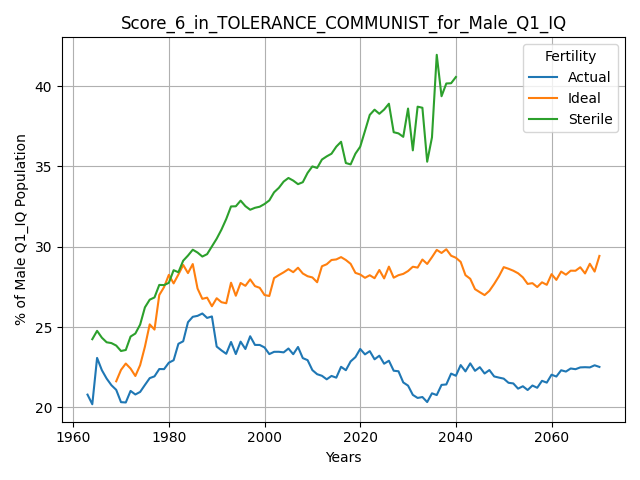 Score_6_in_TOLERANCE_COMMUNIST_for_Male_Q1_IQ
Fertility
Actual
Ideal
Sterile
% of Male Q1_IQ Population
40
35
30
25
20
1960
1980
2000
2020
2040
2060
Years